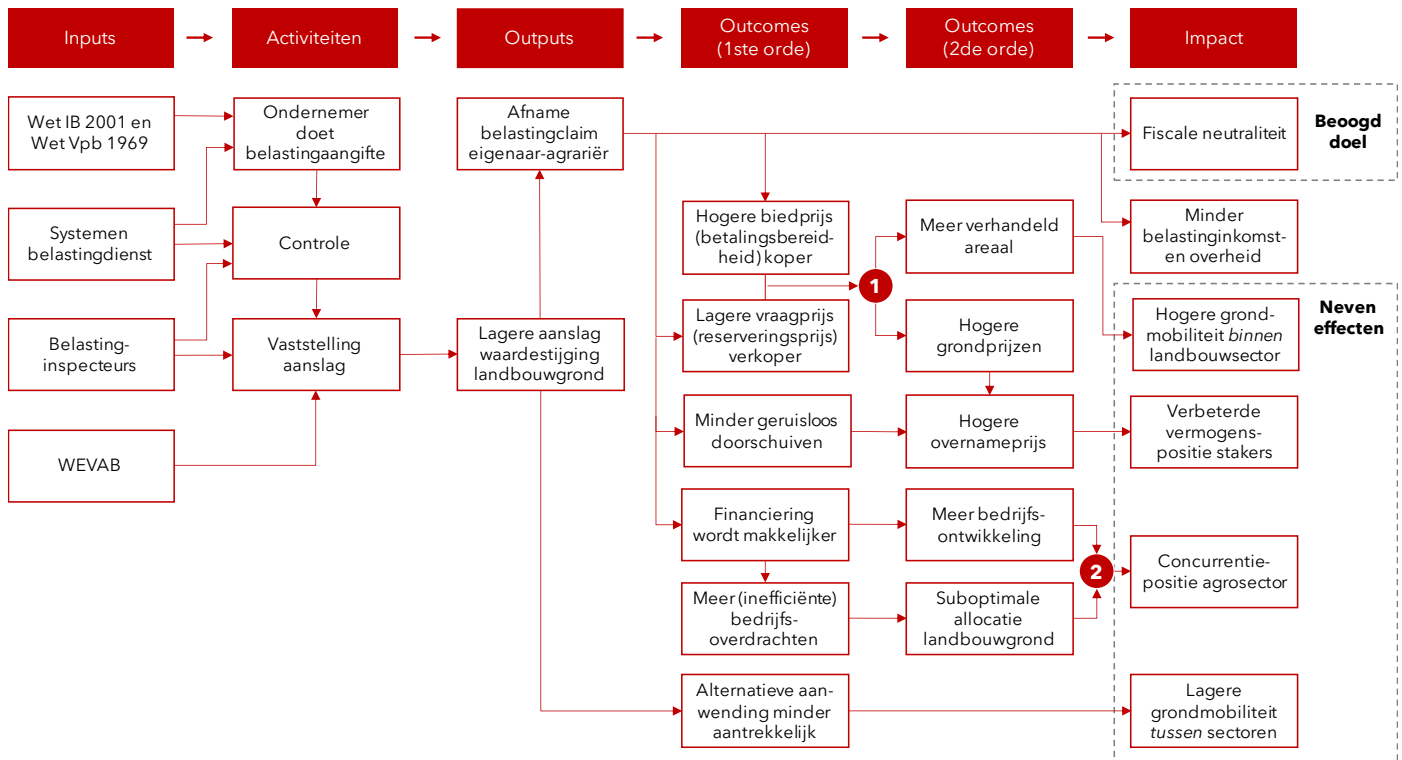 Inputs
Activiteiten
Outputs
Outcomes
(1ste orde)
Outcomes
(2de orde)
Impact
Wet IB 2001 en
Wet Vpb 1969
Systemen
belastingdienst
Belasting-
inspecteurs
WEVAB
Ondernemer
doet
belastingaangifte
Controle
Vaststelling
aanslag
Afname
belastingclaim
eigenaar-agrariër
Lagere aanslag
waardestijging
landbouwgrond
Hogere biedprijs
(betalingsbereid-
heid) koper
Lagere vraagprijs
(reserveringsprijs)
verkoper
Minder geruisloos
doorschuiven
Financiering
wordt makkelijker
Meer (inefficiënte)
bedrijfs-
overdrachten
Alternatieve aan-
wending minder
aantrekkelijk
1
Meer verhandeld
areaal
Hogere
grondprijzen
Hogere
overnameprijs
Meer bedrijfs-
ontwikkeling
Suboptimale
allocatie
landbouwgrond
2
Fiscale neutraliteit
Beoogd
doel
Minder
belastinginkomst-
en overheid
Neven
effecten
Hogere grond-
mobiliteit binnen
landbouwsector
Verbeterde
vermogens-
positie stakers
Concurrentie-
positie agrosector
Lagere
grondmobiliteit
tussen sectoren